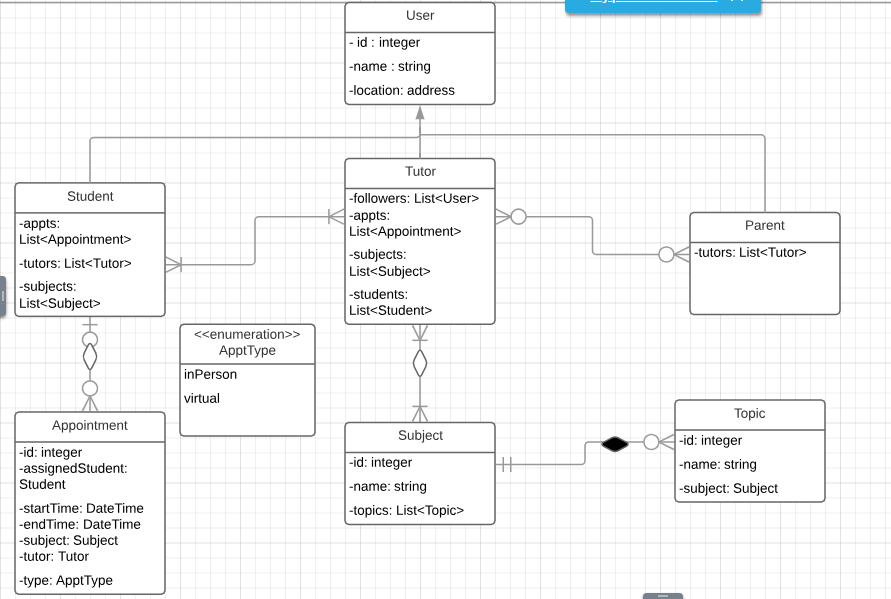 User
- id : integer
-name : string
-location: address
Student
-appts:
List<Appointment>
-tutors: List<Tutor>
-subjects:
List<Subject>
Tutor
-followers: List<User>
-appts:
List<Appointment>
-subjects:
List<Subject>
-students:
List<Student>
Parent
-tutors: List<Tutor>
<<enumeration>>
ApptType
inPerson
virtual
Appointment
-id: integer
-assignedStudent:
Student
-startTime: DateTime
-endTime: DateTime
-subject: Subject
-tutor: Tutor
-type: ApptType
Subject
-id: integer
-name: string
-topics: List<Topic>
Topic
-id: integer
-name: string
-subject: Subject